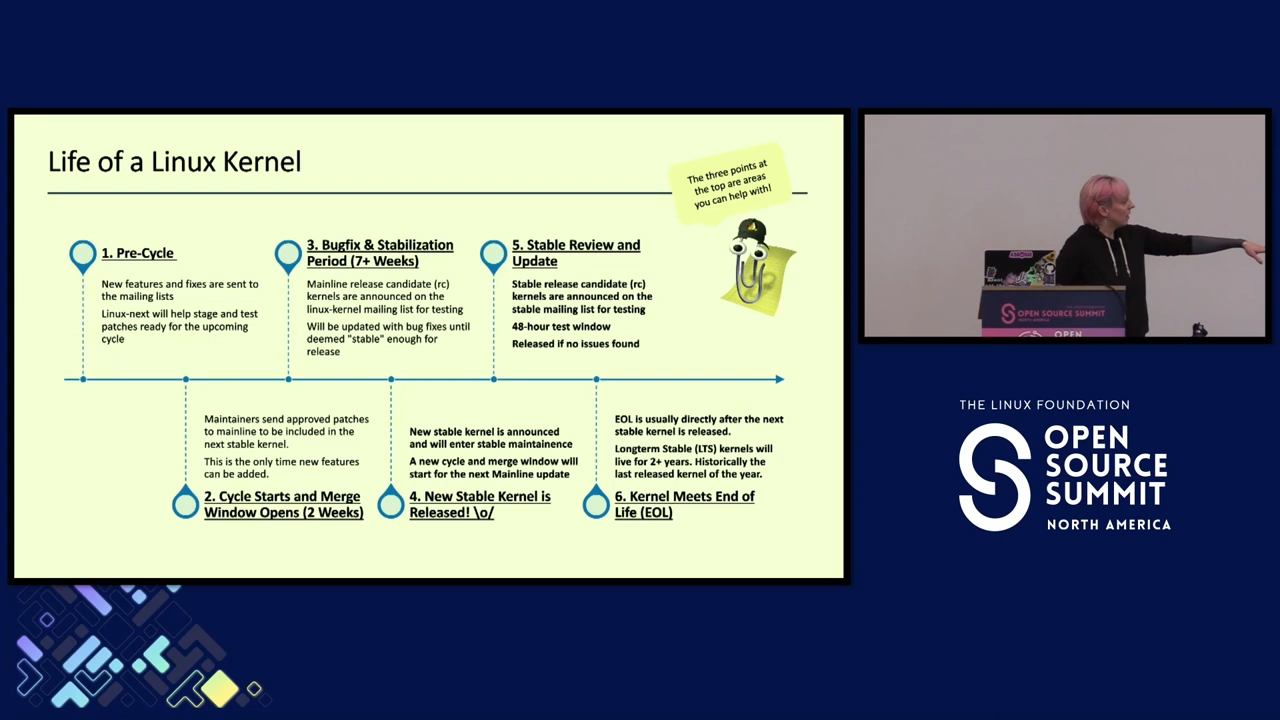 Life of a Linux Kernel
The three points at
the top are areas
you can help with!
1. Pre-Cycle
New features and fixes are sent to
the mailing lists
Linux-next will help stage and test
patches ready for the upcoming
cycle
3. Bugfix & Stabilization
Period (7+ Weeks)
Mainline release candidate (rc)
kernels are announced on the
linux-kernel mailing list for testing
Will be updated with bug fixes until
deemed "stable" enough for
release
5. Stable Review and
Update
Stable release candidate (rc)
kernels are announced on the
stable mailing list for testing
48-hour test window
Released if no issues found
Maintainers send approved patches
to mainline to be included in the
next stable kernel.
This is the only time new features
can be added.
2. Cycle Starts and Merge
Window Opens (2 Weeks)
New stable kernel is announced
and will enter stable maintainence
A new cycle and merge window will
start for the next Mainline update
4. New Stable Kernel is
Released! \o/
EOL is usually directly after the next
stable kernel is released.
Longterm Stable (LTS) kernels will
live for 2+ years. Historically the
last released kernel of the year.
6. Kernel Meets End of
Life (EOL)
OPEN SOURCE SUMMIT
NORTH AMERICA
OPEN
THE LINUX FOUNDATION
OPEN
SOURCE
SUMMIT
NORTH AMERICA